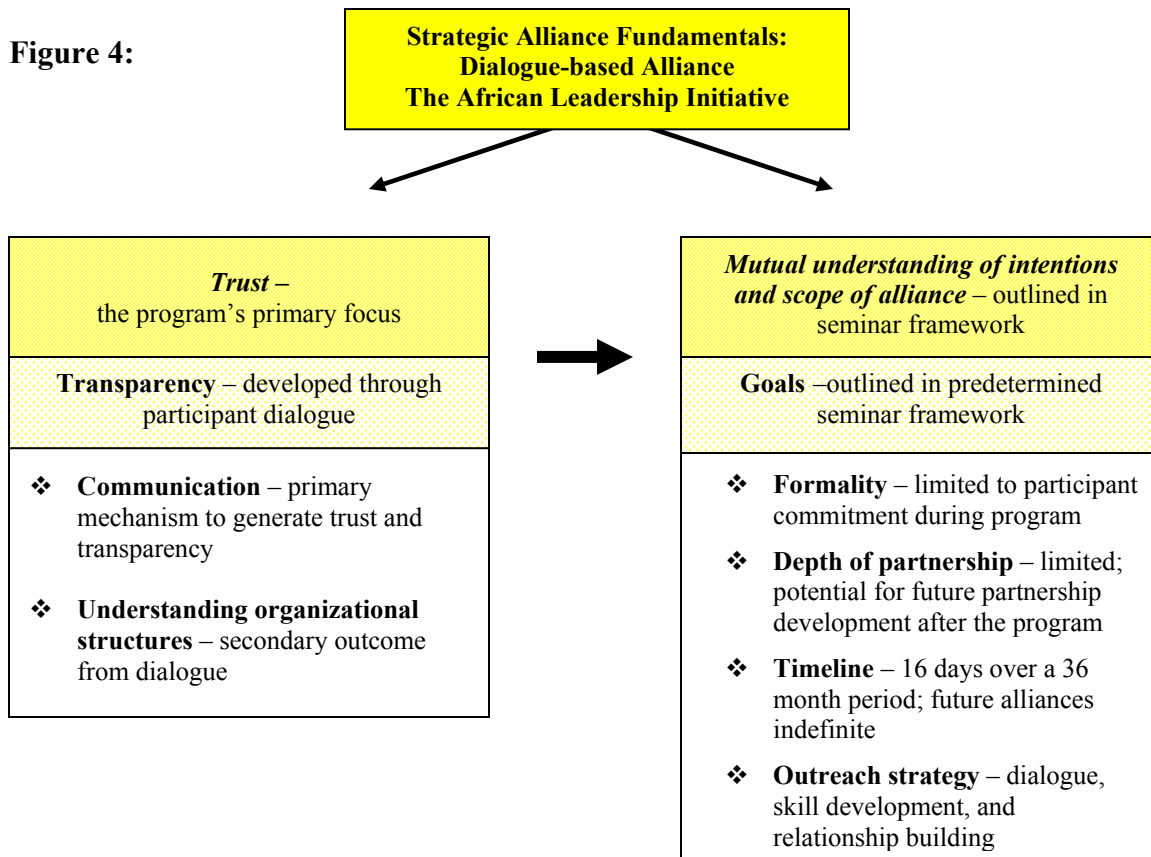 Figure 4:
Strategic Alliance Fundamentals:
Dialogue-based Alliance
The African Leadership Initiative
Trust –
the program's primary focus
Transparency – developed through
participant dialogue
❖ Communication – primary
mechanism to generate trust and
transparency
❖ Understanding organizational
structures – secondary outcome
from dialogue
Mutual understanding of intentions
and scope of alliance – outlined in
seminar framework
Goals –outlined in predetermined
seminar framework
❖ Formality – limited to participant
commitment during program
❖ Depth of partnership – limited;
potential for future partnership
development after the program
❖ Timeline – 16 days over a 36
month period; future alliances
indefinite
❖ Outreach strategy – dialogue,
skill development, and
relationship building